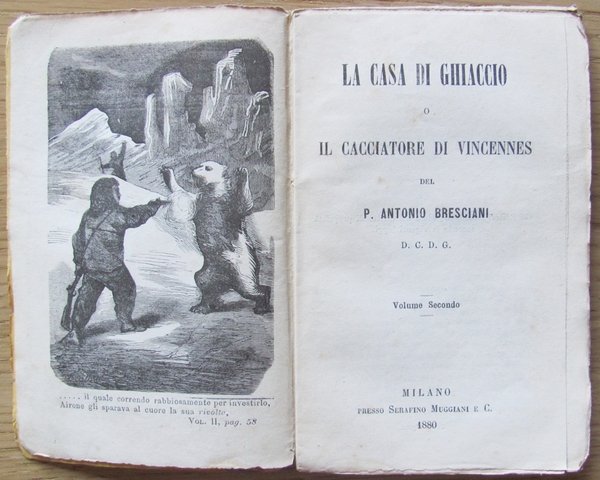 ..... il quale correndo rabbiosamente per investirlo,
Airone gli sparava al cuore la sua rivolte,
VOL. II, pag. 58
LA CASA DI GHIACCIO
O
IL CACCIATORE DI VINCENNES
DEL
P. ANTONIO BRESCIANI
D. C. D. G.
Volume Secondo
MILANO
PRESSO SERAFINO MUGGIANI E C.
1880